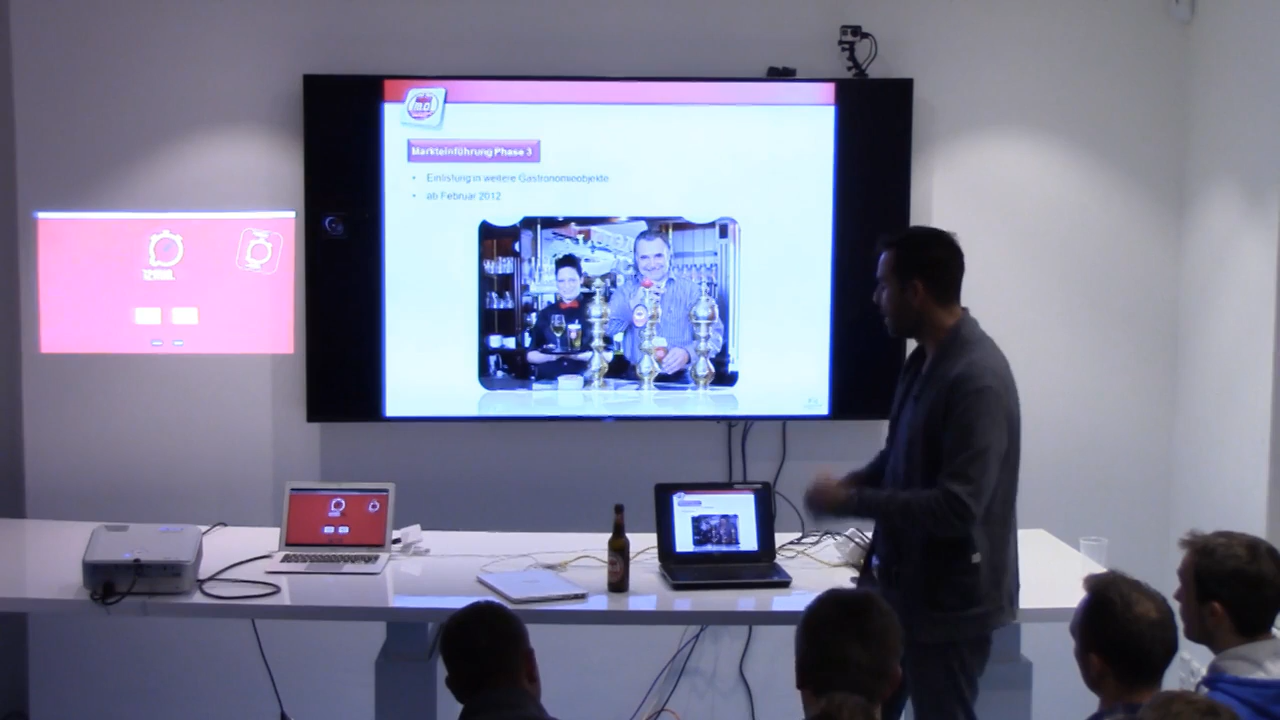 m.o.
Markteinführung Phase 3
• Einlistung in weitere Gastronomieobjekte
• ab Februar 2012